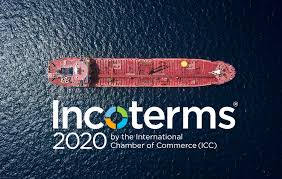 Incoterms®
2020 by the International
Chamber of Commerce (ICC)